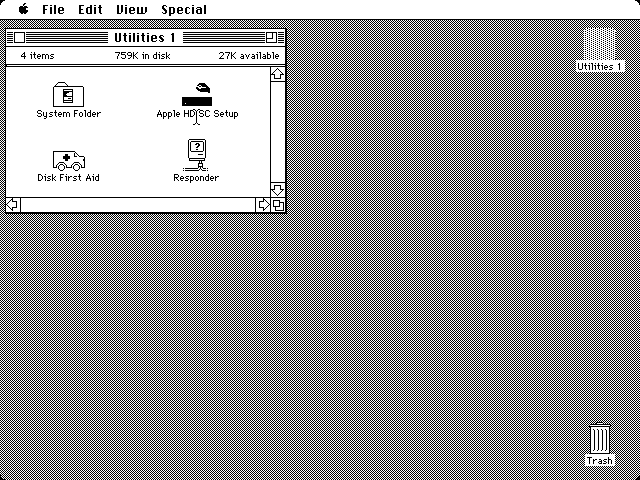 File Edit View Special
Utilities 1
4 items 759K in disk 27K available
System Folder Apple HD SC Setup
Disk First Aid Responder
Utilities 1
Trash